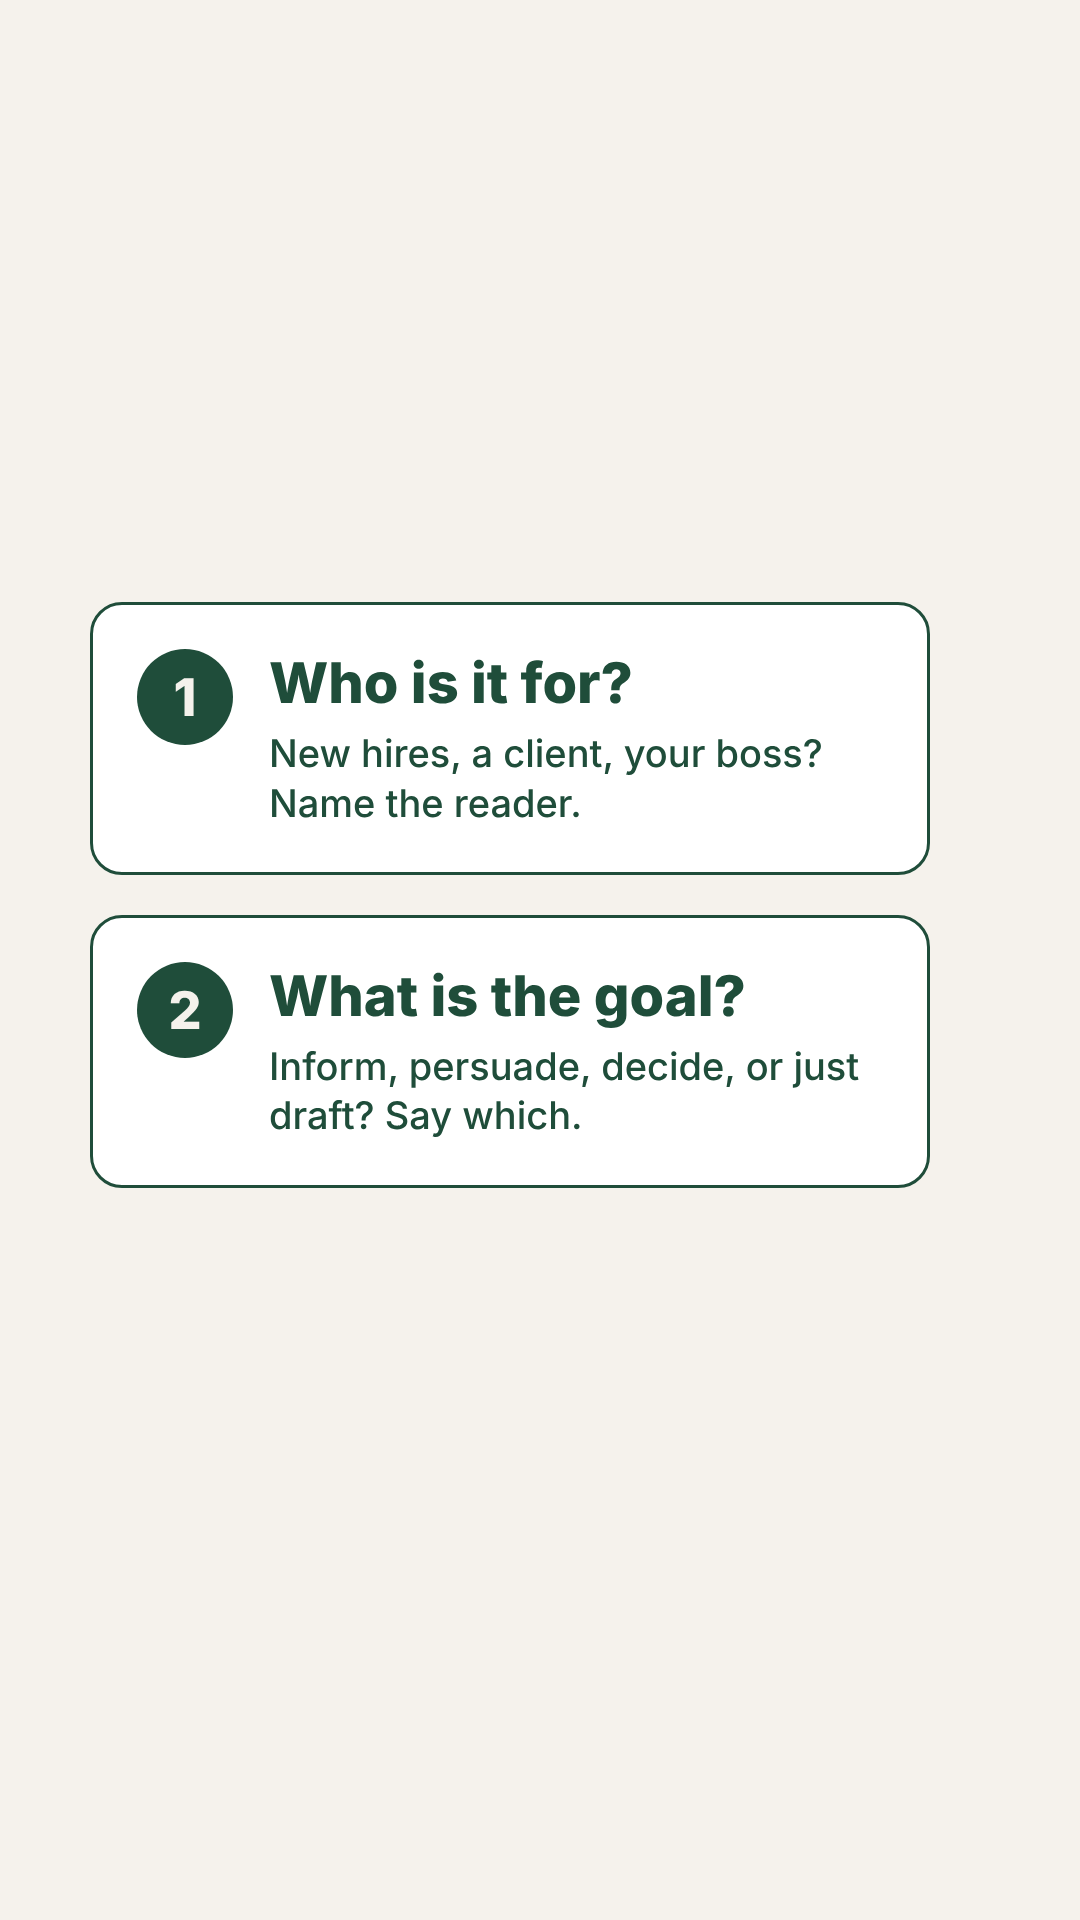 1
Who is it for?
New hires, a client, your boss?
Name the reader.
2
What is the goal?
Inform, persuade, decide, or just
draft? Say which.